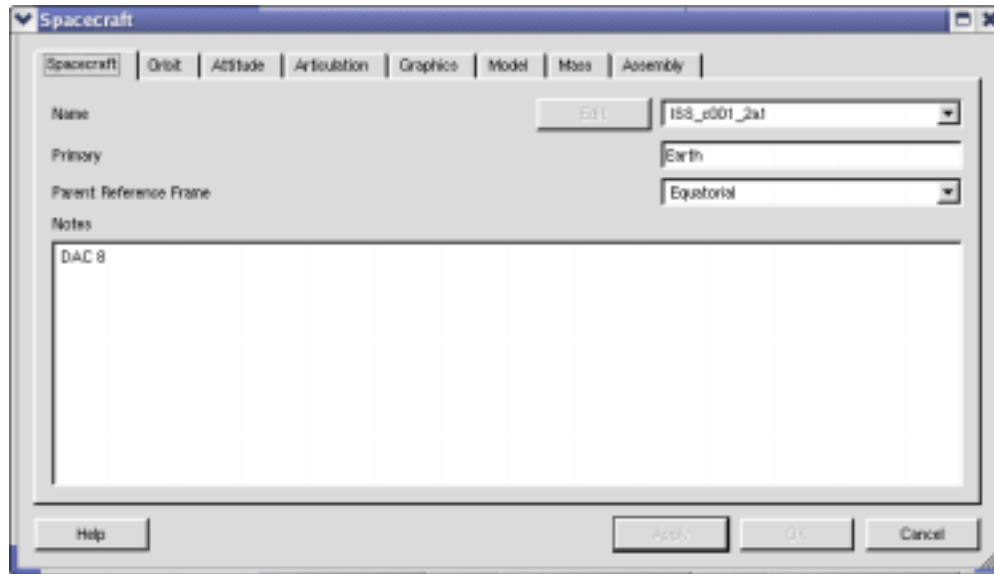 Spacecraft
Spacecraft Orbit Attitude Articulation Graphics Model Mass Assembly
Name Edit ISS_c001_2a1
Primary Earth
Parent Reference Frame Equatorial
Notes
DAC 8
Help Apply OK Cancel